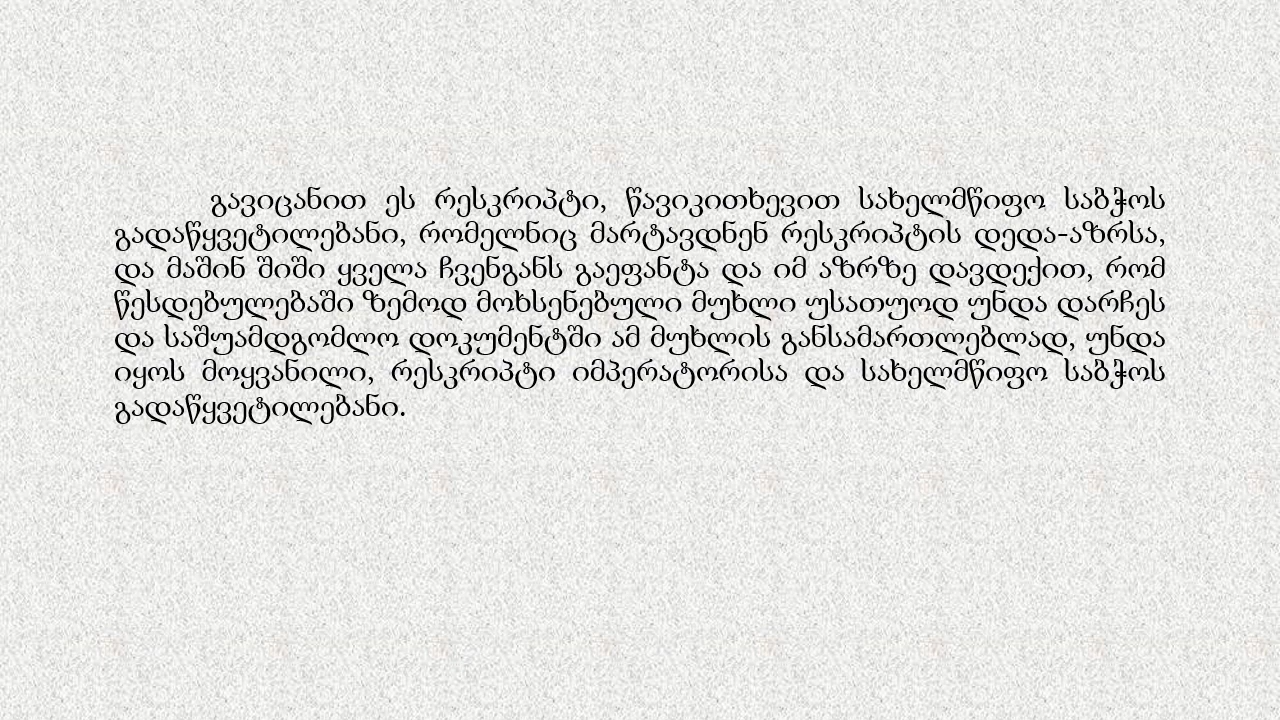 გავიცანით ეს რესკრიპტი, წავიკითხევით სახელმწიფო საბჭოს
გადაწყვეტილებანი, რომელნიც მარტავდნენ რესკრიპტის დედა-აზრსა,
და მაშინ შიში ყველა ჩვენგანს გაეფანტა და იმ აზრზე დავდექით, რომ
წესდებულებაში ზემოდ მოხსენებული მუხლი უსათუოდ უნდა დარჩეს
და საშუამდგომლო დოკუმენტში ამ მუხლის განსამართლებლად, უნდა
იყოს მოყვანილი, რესკრიპტი იმპერატორისა და სახელმწიფო საბჭოს
გადაწყვეტილებანი.